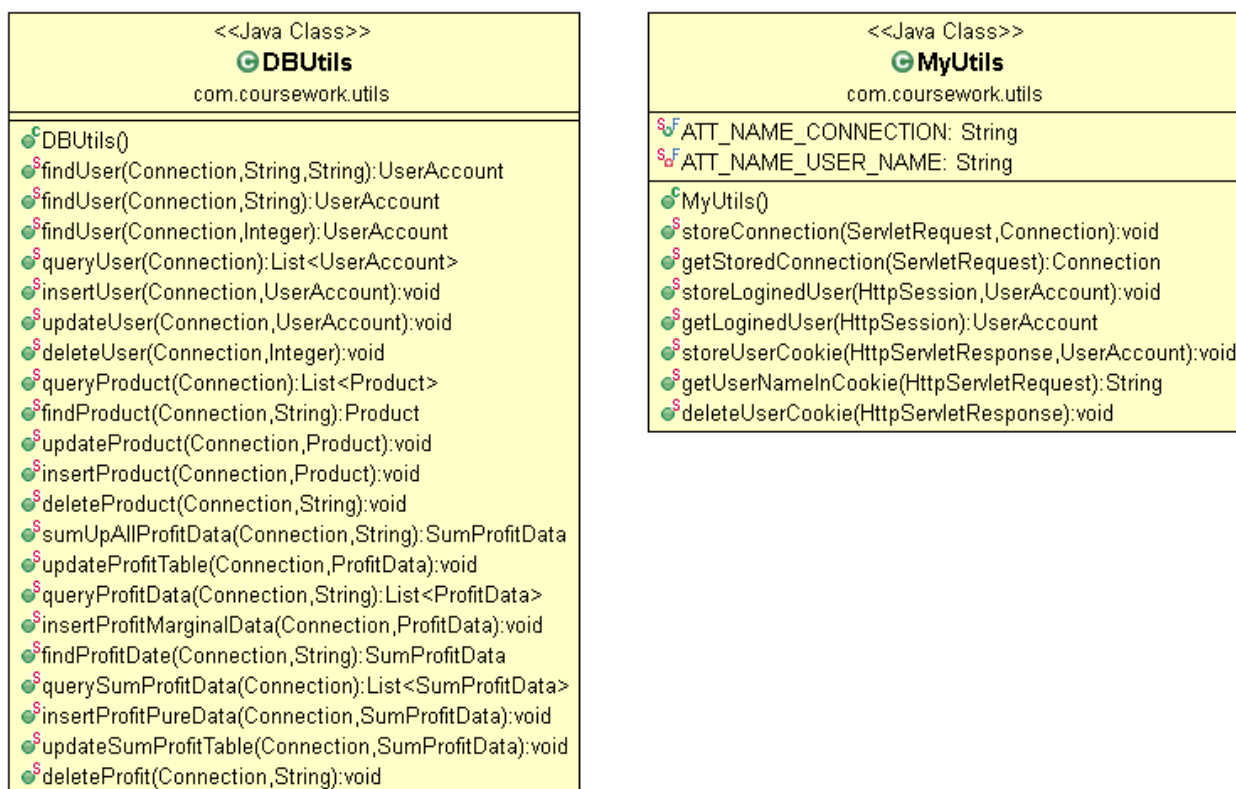 <<Java Class>>
DBUtils
com.coursework.utils
DBUtils()
findUser(Connection,String,String):UserAccount
findUser(Connection,String):UserAccount
findUser(Connection,Integer):UserAccount
queryUser(Connection):List<UserAccount>
insertUser(Connection,UserAccount):void
updateUser(Connection,UserAccount):void
deleteUser(Connection,Integer):void
queryProduct(Connection):List<Product>
findProduct(Connection,String):Product
updateProduct(Connection,Product):void
insertProduct(Connection,Product):void
deleteProduct(Connection,String):void
sumUpAllProfitData(Connection,String):SumProfitData
updateProfitTable(Connection,ProfitData):void
queryProfitData(Connection,String):List<ProfitData>
insertProfitMarginalData(Connection,ProfitData):void
findProfitDate(Connection,String):SumProfitData
querySumProfitData(Connection):List<SumProfitData>
insertProfitPureData(Connection,SumProfitData):void
updateSumProfitTable(Connection,SumProfitData):void
deleteProfit(Connection,String):void
<<Java Class>>
MyUtils
com.coursework.utils
ATT_NAME_CONNECTION: String
ATT_NAME_USER_NAME: String
MyUtils()
storeConnection(ServletRequest,Connection):void
getStoredConnection(ServletRequest):Connection
storeLoginedUser(HttpSession,UserAccount):void
getLoginedUser(HttpSession):UserAccount
storeUserCookie(HttpServletResponse,UserAccount):void
getUserNameInCookie(HttpServletRequest):String
deleteUserCookie(HttpServletResponse):void